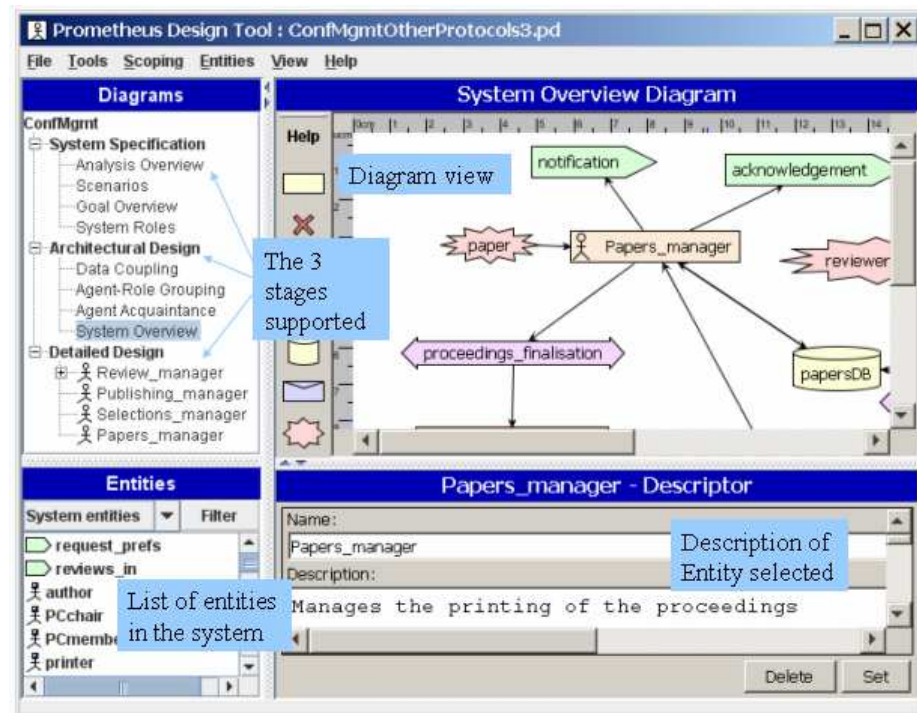 Prometheus Design Tool : ConfMgmtOtherProtocols3.pd
File Tools Scoping Entities View Help
Diagrams
ConfMgmt
System Specification
Analysis Overview
Scenarios
Goal Overview
System Roles
Architectural Design
Data Coupling
Agent-Role Grouping
Agent Acquaintance
System Overview
Detailed Design
Review_manager
Publishing_manager
Selections_manager
Papers_manager
The 3
stages
supported
System Overview Diagram
Help
Diagram view
notification
acknowledgement
paper
Papers_manager
reviewer
proceedings_finalisation
papersDB
Entities
System entities Filter
request_prefs
reviews_in
author
PCchair
PCmembe
printer
List of entities
in the system
Papers_manager - Descriptor
Name:
Papers_manager
Description:
Manages the printing of the proceedings
Description of
Entity selected
Delete Set